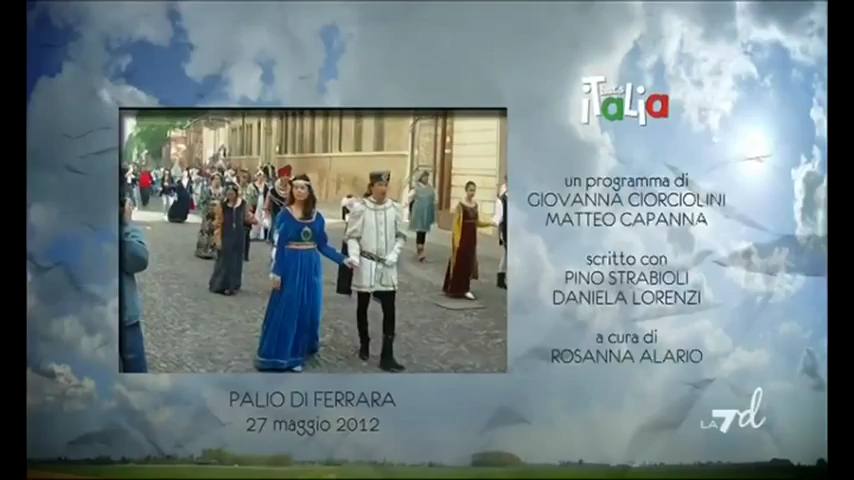 iTaLia
un programma di
GIOVANNA CIORCIOLINI
MATTEO CAPANNA
scritto con
PINO STRABIOLI
DANIELA LORENZI
a cura di
ROSANNA ALARIO
PALIO DI FERRARA
27 maggio 2012
LA7d